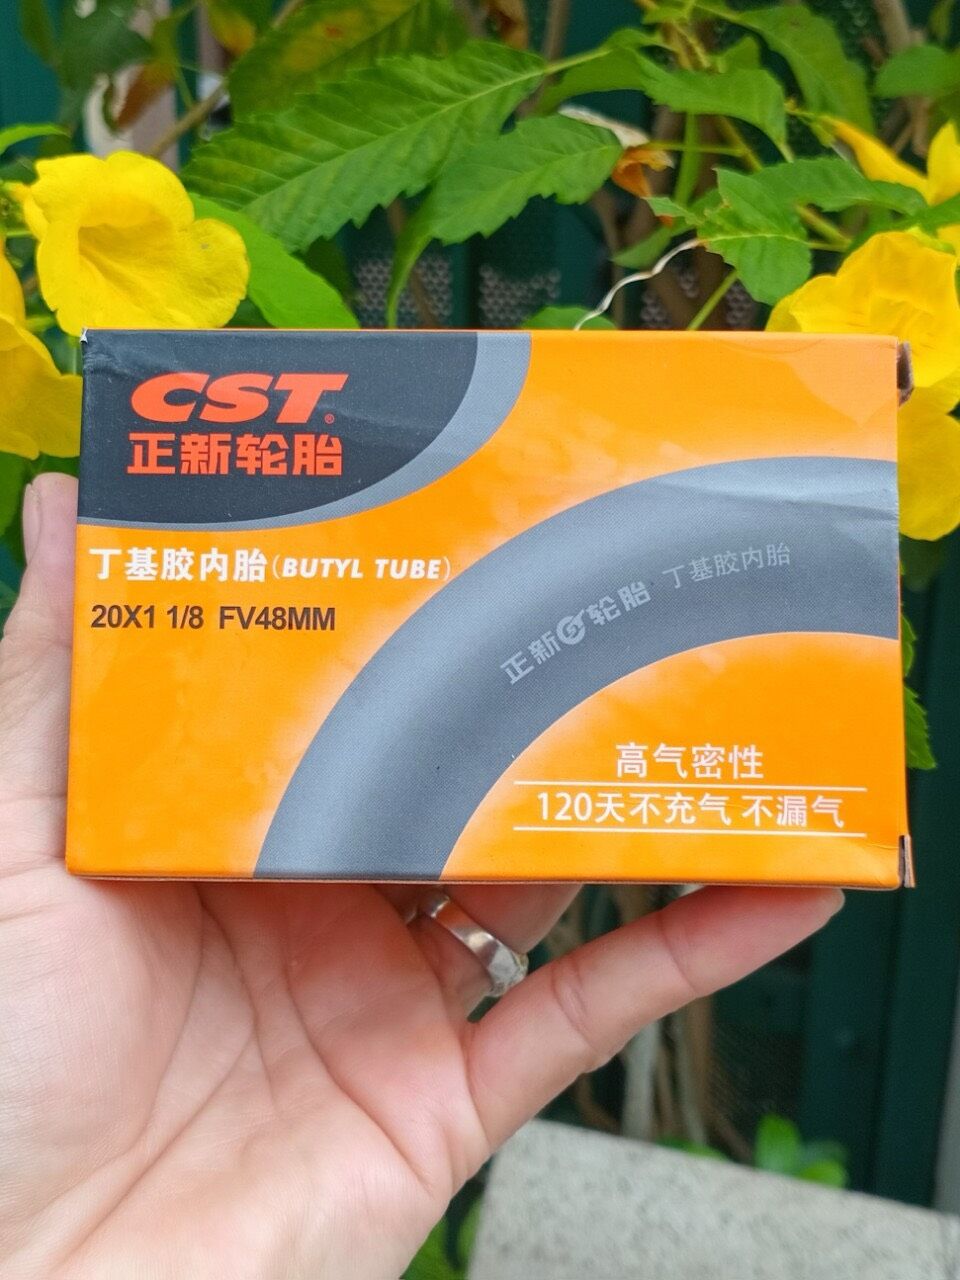 CST®
正新轮胎
丁基胶内胎(BUTYL TUBE)
20X1 1/8 FV48MM
正新轮胎 丁基胶内胎
高气密性
120天不充气 不漏气